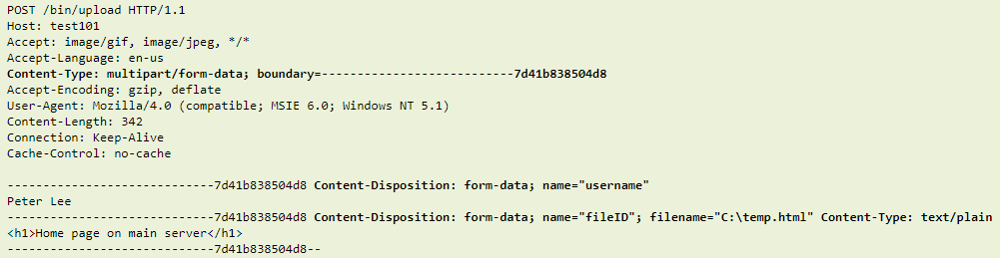 POST /bin/upload HTTP/1.1
Host: test101
Accept: image/gif, image/jpeg, */*
Accept-Language: en-us
Content-Type: multipart/form-data; boundary=---------------------------7d41b838504d8
Accept-Encoding: gzip, deflate
User-Agent: Mozilla/4.0 (compatible; MSIE 6.0; Windows NT 5.1)
Content-Length: 342
Connection: Keep-Alive
Cache-Control: no-cache

-----------------------------7d41b838504d8 Content-Disposition: form-data; name="username"
Peter Lee
-----------------------------7d41b838504d8 Content-Disposition: form-data; name="fileID"; filename="C:\temp.html" Content-Type: text/plain
<h1>Home page on main server</h1>
-----------------------------7d41b838504d8--